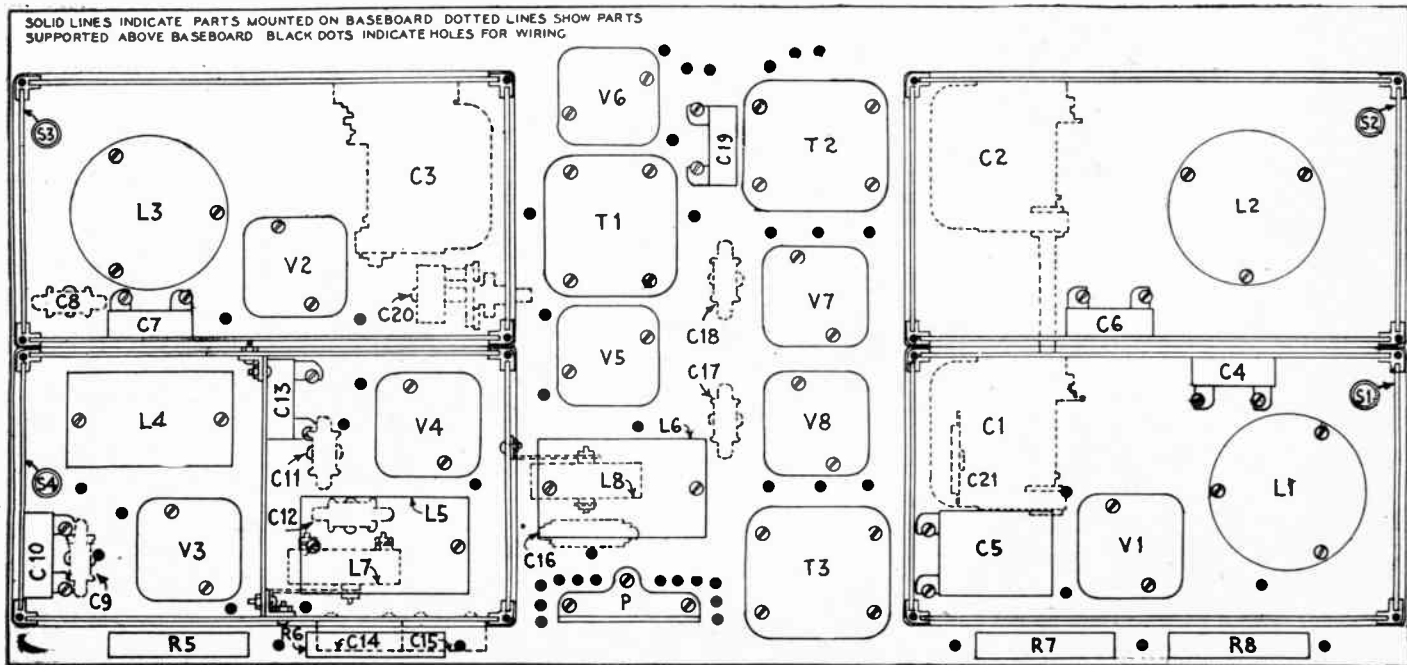 SOLID LINES INDICATE PARTS MOUNTED ON BASEBOARD DOTTED LINES SHOW PARTS
SUPPORTED ABOVE BASEBOARD BLACK DOTS INDICATE HOLES FOR WIRING
S3
C3
L3
V2
C8
C7
C20
V6
C19
T2
T1
C18
V7
V5
C2
L2
S2
C6
L4
C13
V4
C11
S4
C12
L5
C10
V3
C9
L7
L6
L8
C16
C17
V8
P
T3
C4
S1
C1
C21
L1
C5
V1
R5
R6
C14
C15
R7
R8